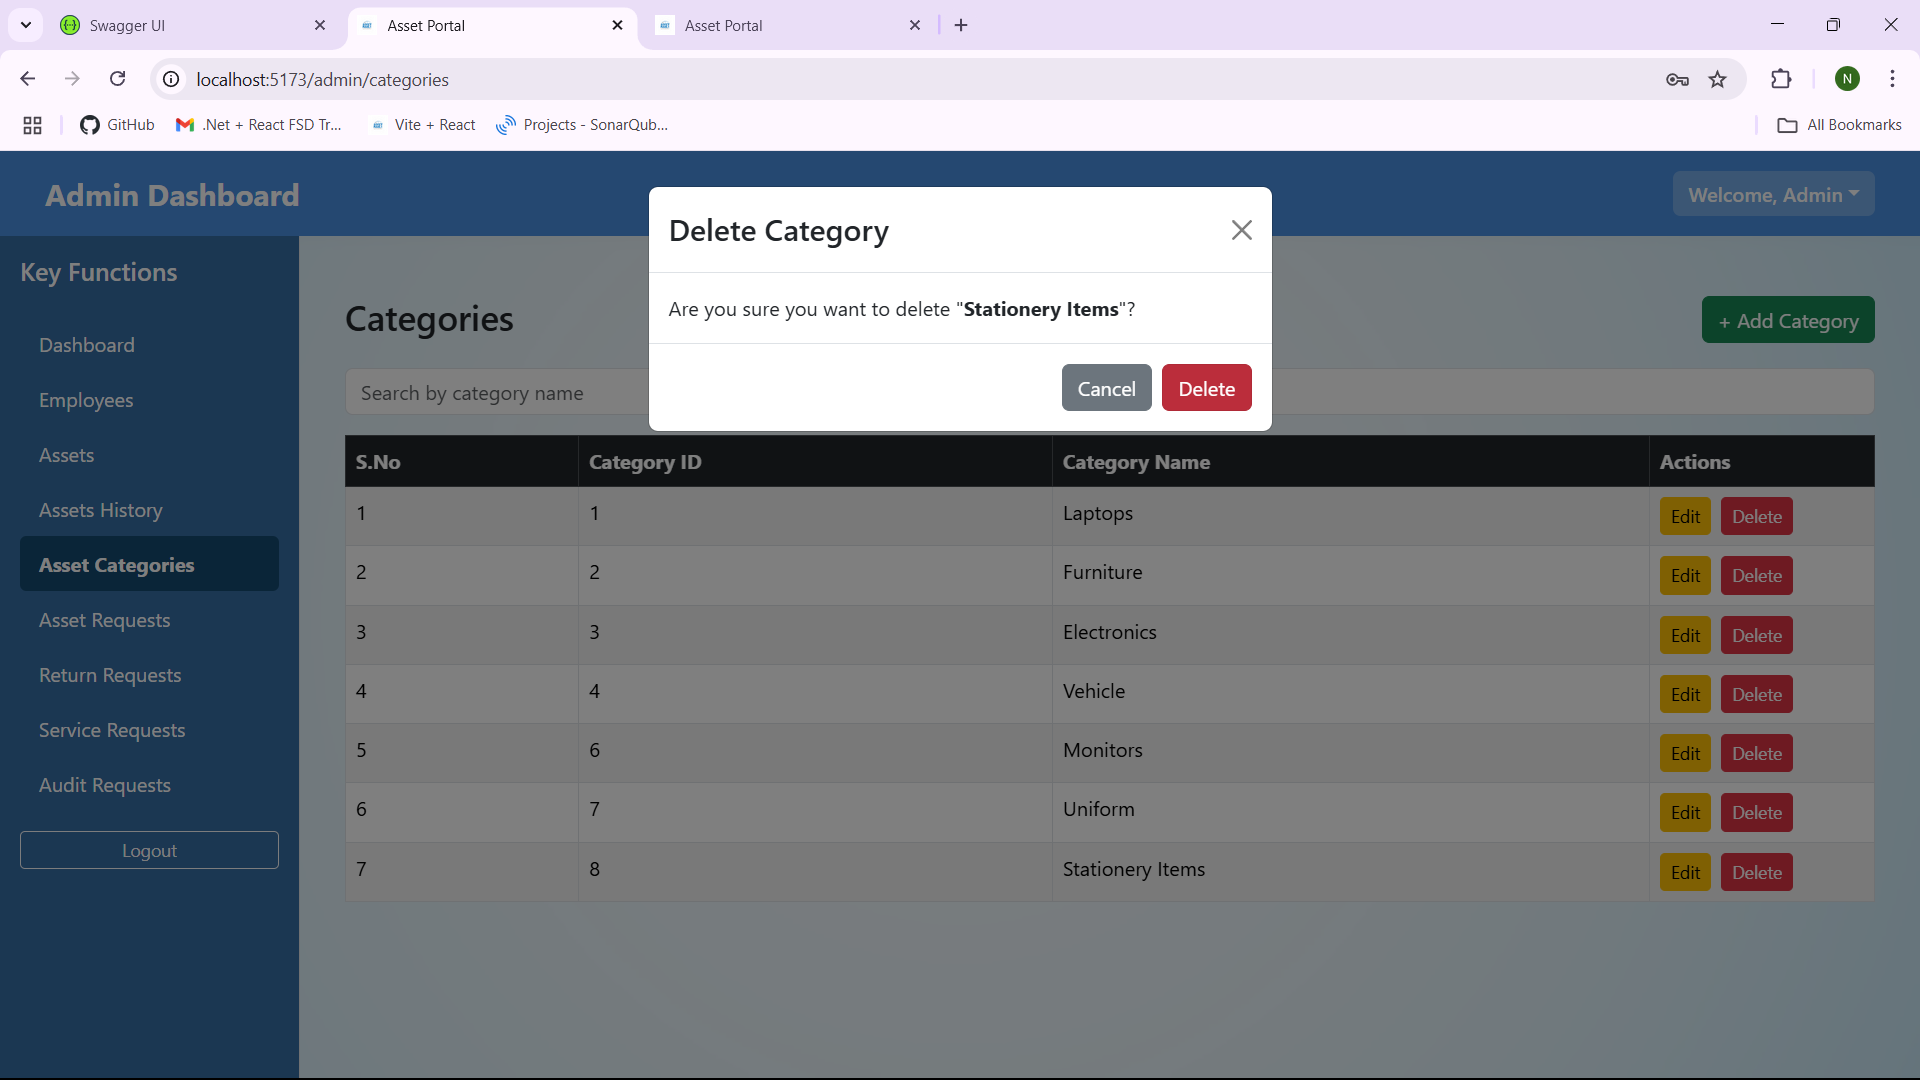 Swagger UI
Asset Portal
Asset Portal
localhost:5173/admin/categories
N
GitHub
.Net + React FSD Tr...
Vite + React
Projects - SonarQub...
All Bookmarks
Admin Dashboard
Welcome, Admin
Key Functions
Dashboard
Employees
Assets
Assets History
Asset Categories
Asset Requests
Return Requests
Service Requests
Audit Requests
Logout
Delete Category
Are you sure you want to delete "Stationery Items"?
Cancel Delete
Categories
+ Add Category
Search by category name
S.No Category ID Category Name Actions
1 1 Laptops Edit Delete
2 2 Furniture Edit Delete
3 3 Electronics Edit Delete
4 4 Vehicle Edit Delete
5 6 Monitors Edit Delete
6 7 Uniform Edit Delete
7 8 Stationery Items Edit Delete